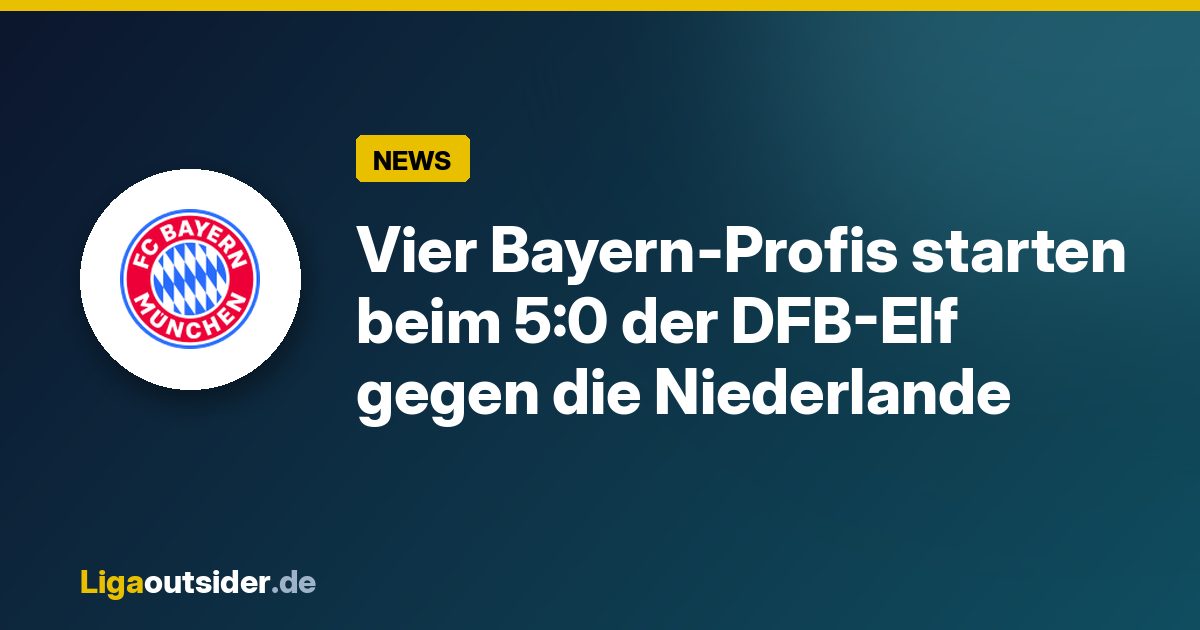 NEWS
FC BAYERN
MÜNCHEN
Vier Bayern-Profis starten
beim 5:0 der DFB-Elf
gegen die Niederlande
Ligaoutsider.de